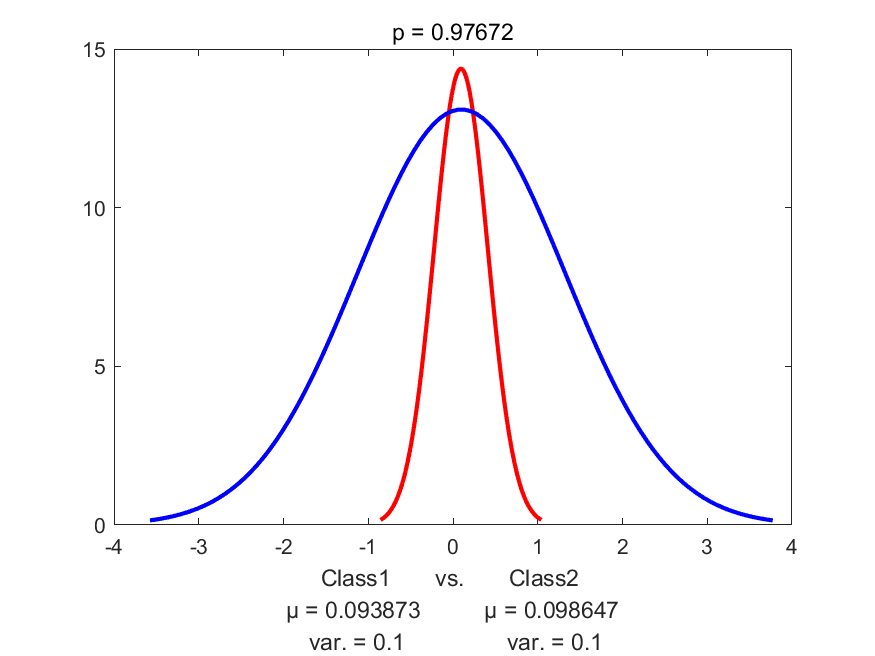 p = 0.97672
15
10
5
0
-4 -3 -2 -1 0 1 2 3 4
Class1 vs. Class2
μ = 0.093873 μ = 0.098647
var. = 0.1 var. = 0.1